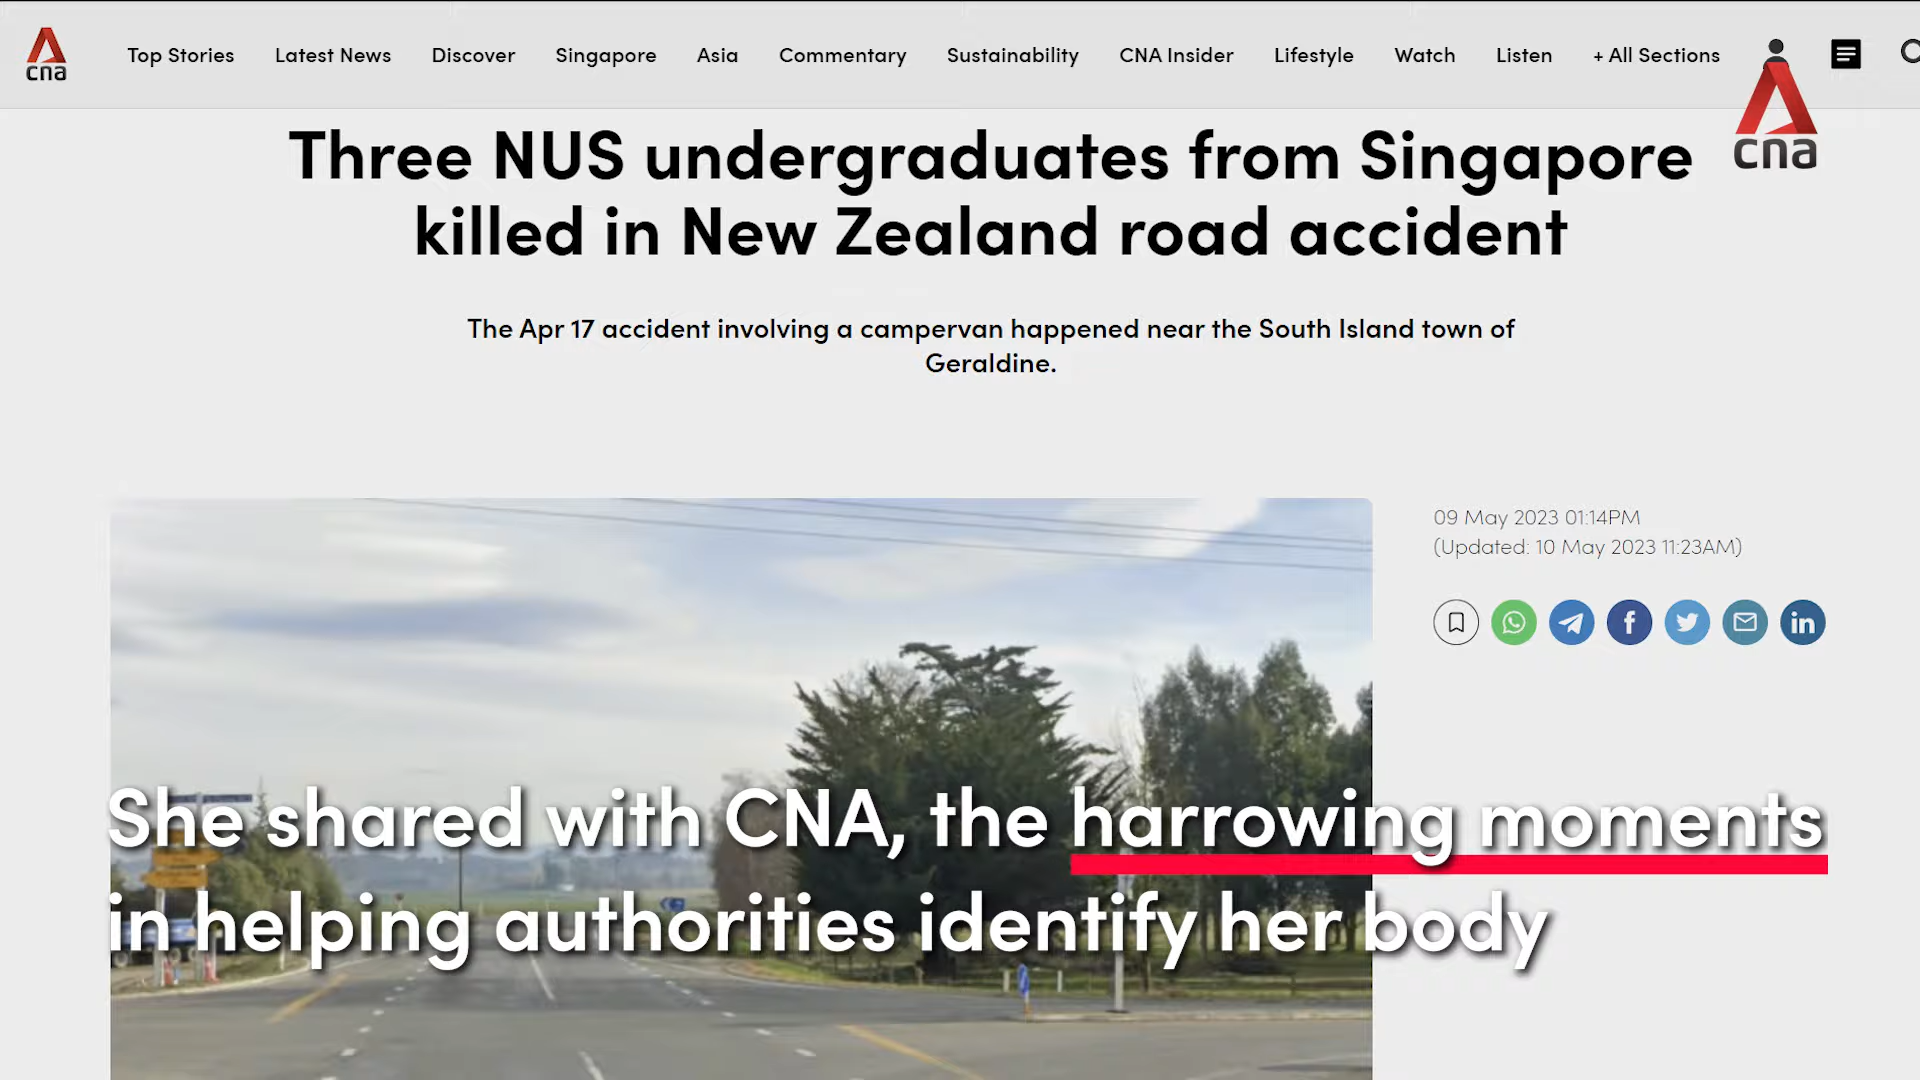 cna
Top Stories
Latest News
Discover
Singapore
Asia
Commentary
Sustainability
CNA Insider
Lifestyle
Watch
Listen
+ All Sections
cna
Three NUS undergraduates from Singapore
killed in New Zealand road accident
The Apr 17 accident involving a campervan happened near the South Island town of
Geraldine.
09 May 2023 01:14PM
(Updated: 10 May 2023 11:23AM)
She shared with CNA, the harrowing moments
in helping authorities identify her body